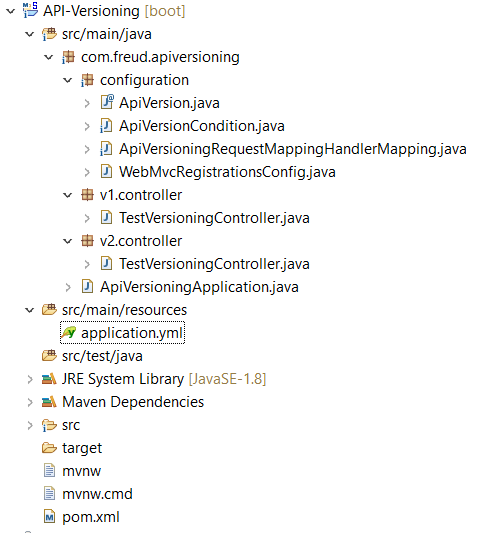 API-Versioning [boot]
src/main/java
com.freud.apiversioning
configuration
ApiVersion.java
ApiVersionCondition.java
ApiVersioningRequestMappingHandlerMapping.java
WebMvcRegistrationsConfig.java
v1.controller
TestVersioningController.java
v2.controller
TestVersioningController.java
ApiVersioningApplication.java
src/main/resources
application.yml
src/test/java
JRE System Library [JavaSE-1.8]
Maven Dependencies
src
target
mvnw
mvnw.cmd
pom.xml